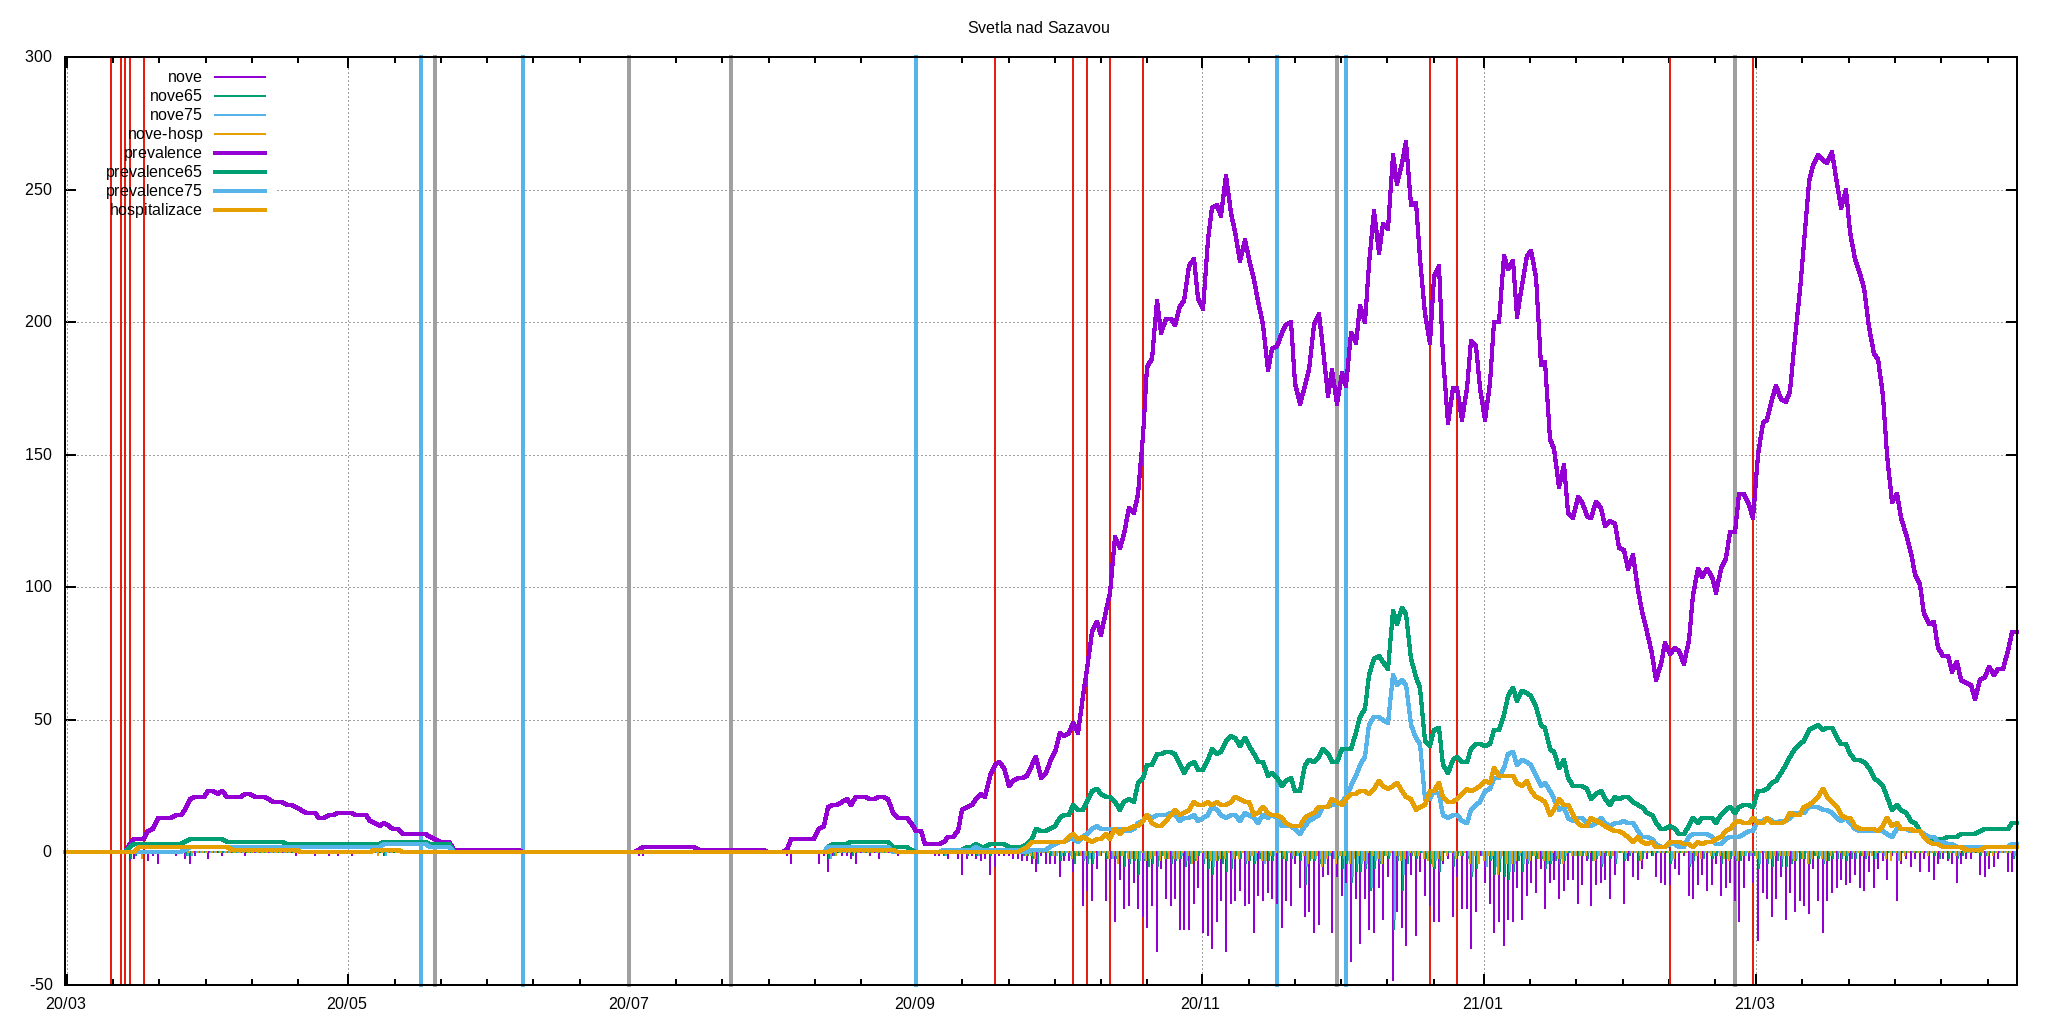 Svetla nad Sazavou
300
250
200
150
100
50
0
-50
nove
nove65
nove75
nove-hosp
prevalence
prevalence65
prevalence75
hospitalizace
20/03
20/05
20/07
20/09
20/11
21/01
21/03